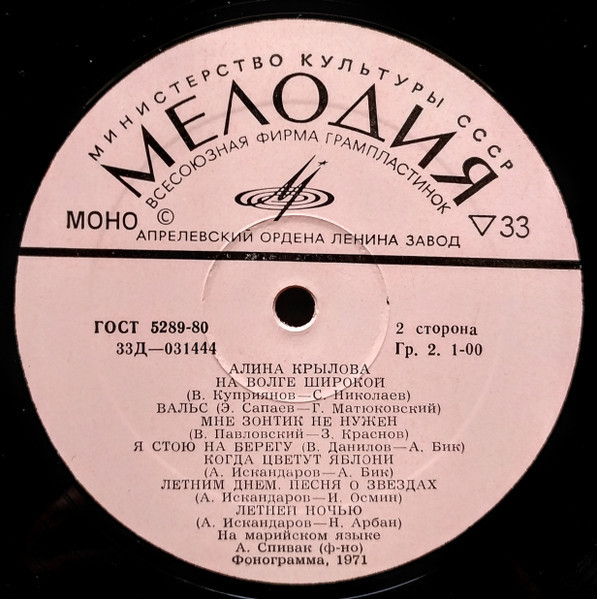 МИНИСТЕРСТВО КУЛЬТУРЫ СССР
МЕЛОДИЯ
ВСЕСОЮЗНАЯ ФИРМА ГРАМПЛАСТИНОК
МОНО © ▽33
АПРЕЛЕВСКИЙ ОРДЕНА ЛЕНИНА ЗАВОД
ГОСТ 5289-80 2 сторона
33Д—031444 Гр. 2. 1-00
АЛИНА КРЫЛОВА
НА ВОЛГЕ ШИРОКОЙ
(В. Куприянов—С. Николаев)
ВАЛЬС (Э. Сапаев—Г. Матюковский)
МНЕ ЗОНТИК НЕ НУЖЕН
(В. Павловский—З. Краснов)
Я СТОЮ НА БЕРЕГУ (В. Данилов—А. Бик)
КОГДА ЦВЕТУТ ЯБЛОНИ
(А. Искандаров—А. Бик)
ЛЕТНИМ ДНЕМ. ПЕСНЯ О ЗВЕЗДАХ
(А. Искандаров—И. Осмин)
ЛЕТНЕЙ НОЧЬЮ
(А. Искандаров—Н. Арбан)
На марийском языке
А. Спивак (ф-но)
Фонограмма, 1971